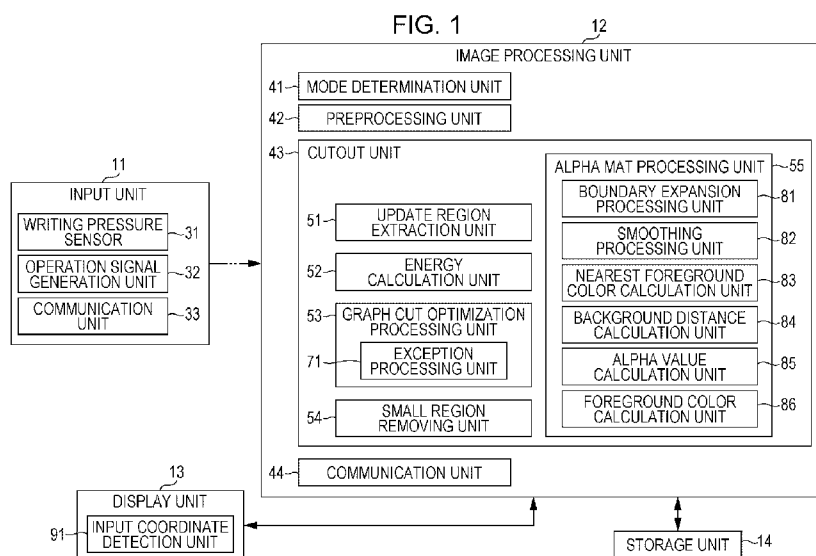 FIG. 1
12
IMAGE PROCESSING UNIT
41
MODE DETERMINATION UNIT
42
PREPROCESSING UNIT
43
CUTOUT UNIT
ALPHA MAT PROCESSING UNIT
55
11
INPUT UNIT
WRITING PRESSURE
SENSOR
31
OPERATION SIGNAL
GENERATION UNIT
32
COMMUNICATION
UNIT
33
51
UPDATE REGION
EXTRACTION UNIT
52
ENERGY CALCULATION
UNIT
53
GRAPH CUT OPTIMIZATION
PROCESSING UNIT
71
EXCEPTION
PROCESSING UNIT
54
SMALL REGION
REMOVING UNIT
BOUNDARY EXPANSION
PROCESSING UNIT
81
SMOOTHING
PROCESSING UNIT
82
NEAREST FOREGROUND
COLOR CALCULATION UNIT
83
BACKGROUND DISTANCE
CALCULATION UNIT
84
ALPHA VALUE
CALCULATION UNIT
85
FOREGROUND COLOR
CALCULATION UNIT
86
44
COMMUNICATION UNIT
13
DISPLAY UNIT
91
INPUT COORDINATE
DETECTION UNIT
STORAGE UNIT
14